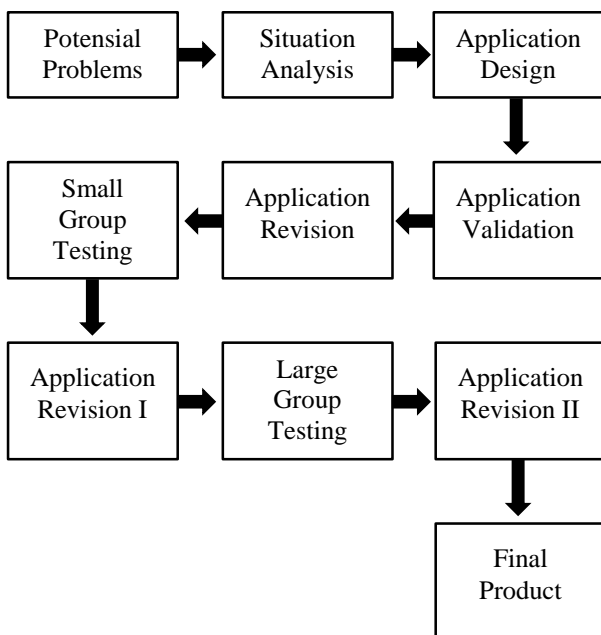 Potensial
Problems
Situation
Analysis
Application
Design
Small
Group
Testing
Application
Revision
Application
Validation
Application
Revision I
Large
Group
Testing
Application
Revision II
Final
Product